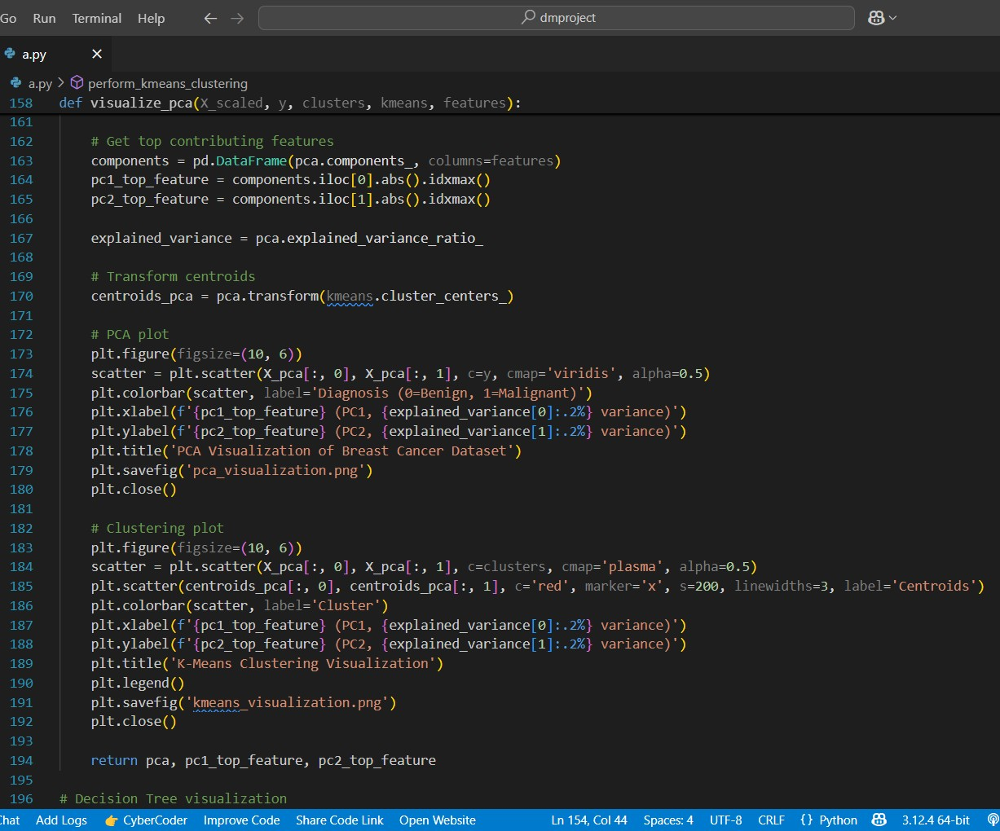 Go Run Terminal Help dmproject
a.py
a.py perform_kmeans_clustering
158 def visualize_pca(X_scaled, y, clusters, kmeans, features):
161
162 # Get top contributing features
163 components = pd.DataFrame(pca.components_, columns=features)
164 pc1_top_feature = components.iloc[0].abs().idxmax()
165 pc2_top_feature = components.iloc[1].abs().idxmax()
166
167 explained_variance = pca.explained_variance_ratio_
168
169 # Transform centroids
170 centroids_pca = pca.transform(kmeans.cluster_centers_)
171
172 # PCA plot
173 plt.figure(figsize=(10, 6))
174 scatter = plt.scatter(X_pca[:, 0], X_pca[:, 1], c=y, cmap='viridis', alpha=0.5)
175 plt.colorbar(scatter, label='Diagnosis (0=Benign, 1=Malignant)')
176 plt.xlabel(f'{pc1_top_feature} (PC1, {explained_variance[0]:.2%} variance)')
177 plt.ylabel(f'{pc2_top_feature} (PC2, {explained_variance[1]:.2%} variance)')
178 plt.title('PCA Visualization of Breast Cancer Dataset')
179 plt.savefig('pca_visualization.png')
180 plt.close()
181
182 # Clustering plot
183 plt.figure(figsize=(10, 6))
184 scatter = plt.scatter(X_pca[:, 0], X_pca[:, 1], c=clusters, cmap='plasma', alpha=0.5)
185 plt.scatter(centroids_pca[:, 0], centroids_pca[:, 1], c='red', marker='x', s=200, linewidths=3, label='Centroids')
186 plt.colorbar(scatter, label='Cluster')
187 plt.xlabel(f'{pc1_top_feature} (PC1, {explained_variance[0]:.2%} variance)')
188 plt.ylabel(f'{pc2_top_feature} (PC2, {explained_variance[1]:.2%} variance)')
189 plt.title('K-Means Clustering Visualization')
190 plt.legend()
191 plt.savefig('kmeans_visualization.png')
192 plt.close()
193
194 return pca, pc1_top_feature, pc2_top_feature
195
196 # Decision Tree visualization
Chat Add Logs 👉 CyberCoder Improve Code Share Code Link Open Website Ln 154, Col 44 Spaces: 4 UTF-8 CRLF {} Python 3.12.4 64-bit